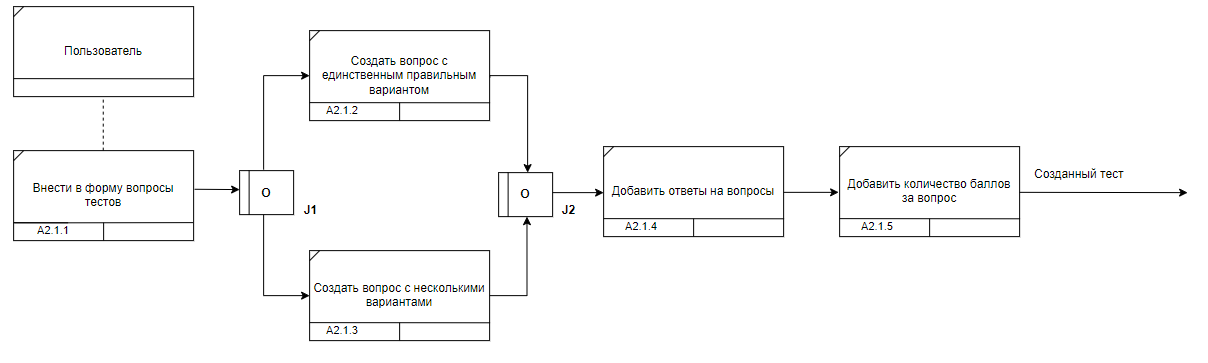 Пользователь
Внести в форму вопросы
тестов
A2.1.1
O
J1
Создать вопрос с
единственным правильным
вариантом
A2.1.2
Создать вопрос с несколькими
вариантами
A2.1.3
O
J2
Добавить ответы на вопросы
A2.1.4
Добавить количество баллов
за вопрос
A2.1.5
Созданный тест